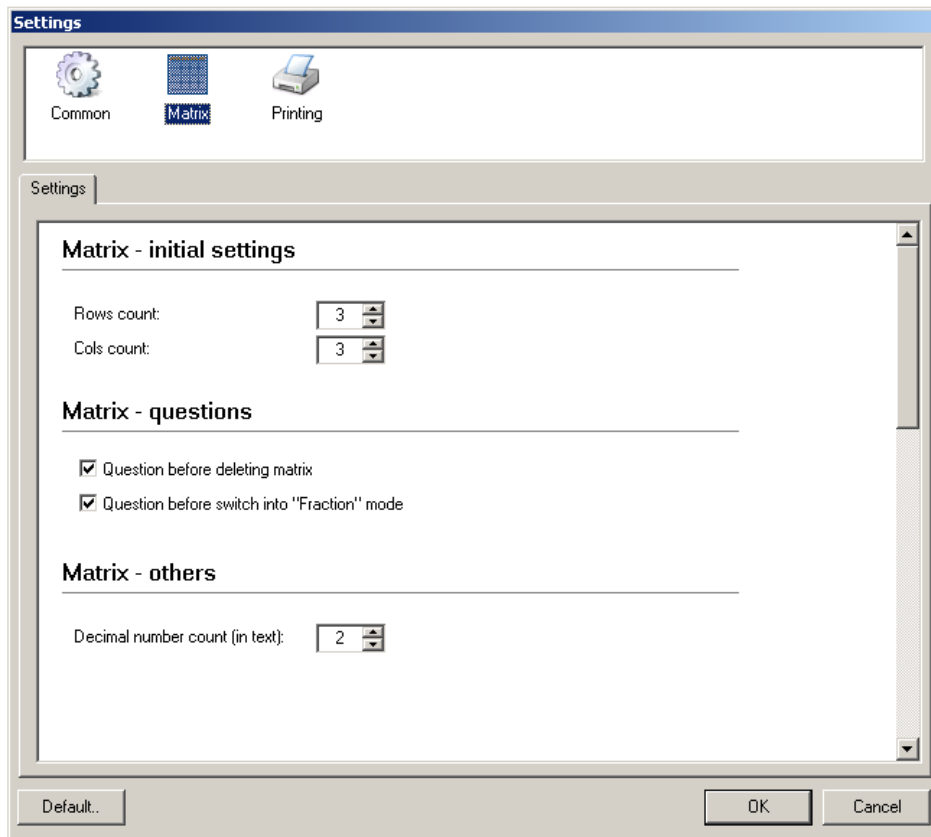 Settings
Common Matrix Printing
Settings
Matrix - initial settings
Rows count: 3
Cols count: 3
Matrix - questions
Question before deleting matrix
Question before switch into "Fraction" mode
Matrix - others
Decimal number count (in text): 2
Default.. OK Cancel